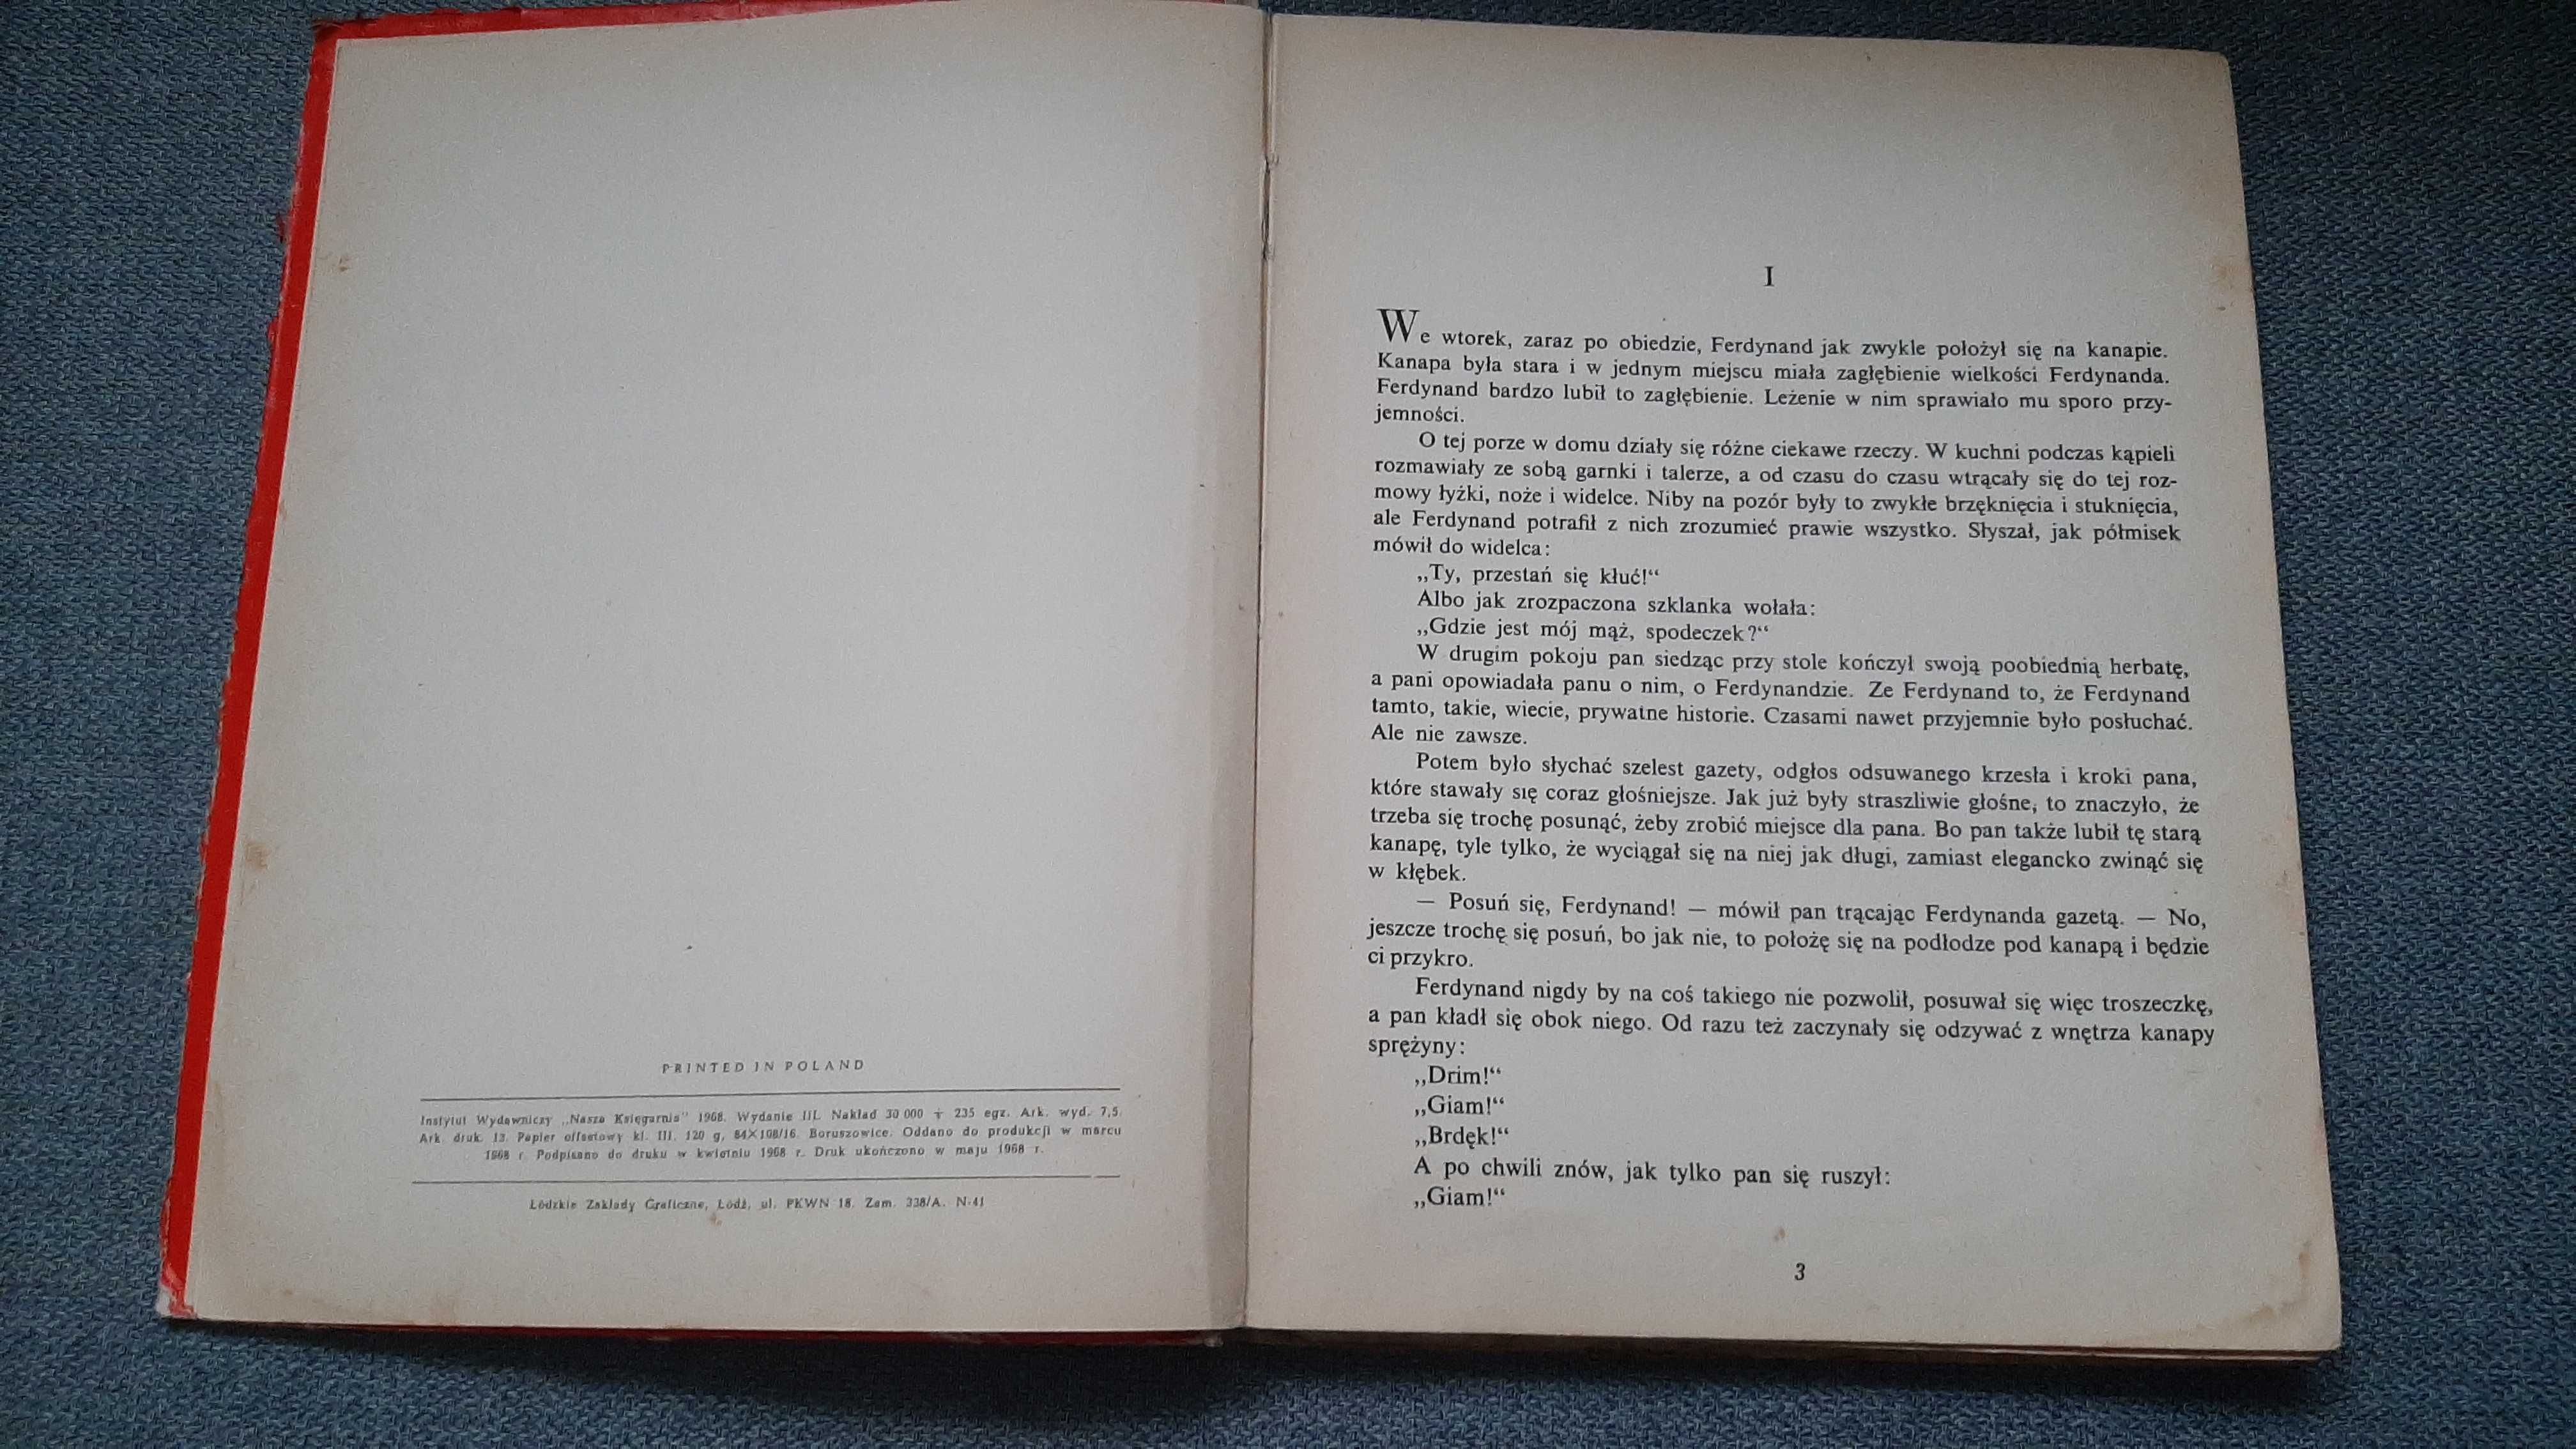 PRINTED IN POLAND
Instytut Wydawniczy „Nasza Księgarnia" 1968. Wydanie III. Nakład 30 000 + 235 egz. Ark. wyd. 7,5.
Ark. druk. 13. Papier offsetowy kl. III. 120 g, 84×108/16. Boruszowice. Oddano do produkcji w marcu
1968 r. Podpisano do druku w kwietniu 1968 r. Druk ukończono w maju 1968 r.
Łódzkie Zakłady Graficzne, Łódź, ul. PKWN 18. Zam. 338/A. N-41
I
We wtorek, zaraz po obiedzie, Ferdynand jak zwykle położył się na kanapie.
Kanapa była stara i w jednym miejscu miała zagłębienie wielkości Ferdynanda.
Ferdynand bardzo lubił to zagłębienie. Leżenie w nim sprawiało mu sporo przy-
jemności.
O tej porze w domu działy się różne ciekawe rzeczy. W kuchni podczas kąpieli
rozmawiały ze sobą garnki i talerze, a od czasu do czasu wtrącały się do tej roz-
mowy łyżki, noże i widelce. Niby na pozór były to zwykłe brzęknięcia i stuknięcia,
ale Ferdynand potrafił z nich zrozumieć prawie wszystko. Słyszał, jak półmisek
mówił do widelca:
„Ty, przestań się kłuć!“
Albo jak zrozpaczona szklanka wołała:
„Gdzie jest mój mąż, spodeczek?“
W drugim pokoju pan siedząc przy stole kończył swoją poobiednią herbatę,
a pani opowiadała panu o nim, o Ferdynandzie. Ze Ferdynand to, że Ferdynand
tamto, takie, wiecie, prywatne historie. Czasami nawet przyjemnie było posłuchać.
Ale nie zawsze.
Potem było słychać szelest gazety, odgłos odsuwanego krzesła i kroki pana,
które stawały się coraz głośniejsze. Jak już były straszliwie głośne, to znaczyło, że
trzeba się trochę posunąć, żeby zrobić miejsce dla pana. Bo pan także lubił tę starą
kanapę, tyle tylko, że wyciągał się na niej jak długi, zamiast elegancko zwinąć się
w kłębek.
— Posuń się, Ferdynand! — mówił pan trącając Ferdynanda gazetą. — No,
jeszcze trochę się posuń, bo jak nie, to położę się na podłodze pod kanapą i będzie
ci przykro.
Ferdynand nigdy by na coś takiego nie pozwolił, posuwał się więc troszeczkę,
a pan kładł się obok niego. Od razu też zaczynały się odzywać z wnętrza kanapy
sprężyny:
„Drim!“
„Giam!“
„Brdęk!“
A po chwili znów, jak tylko pan się ruszył:
„Giam!“
3